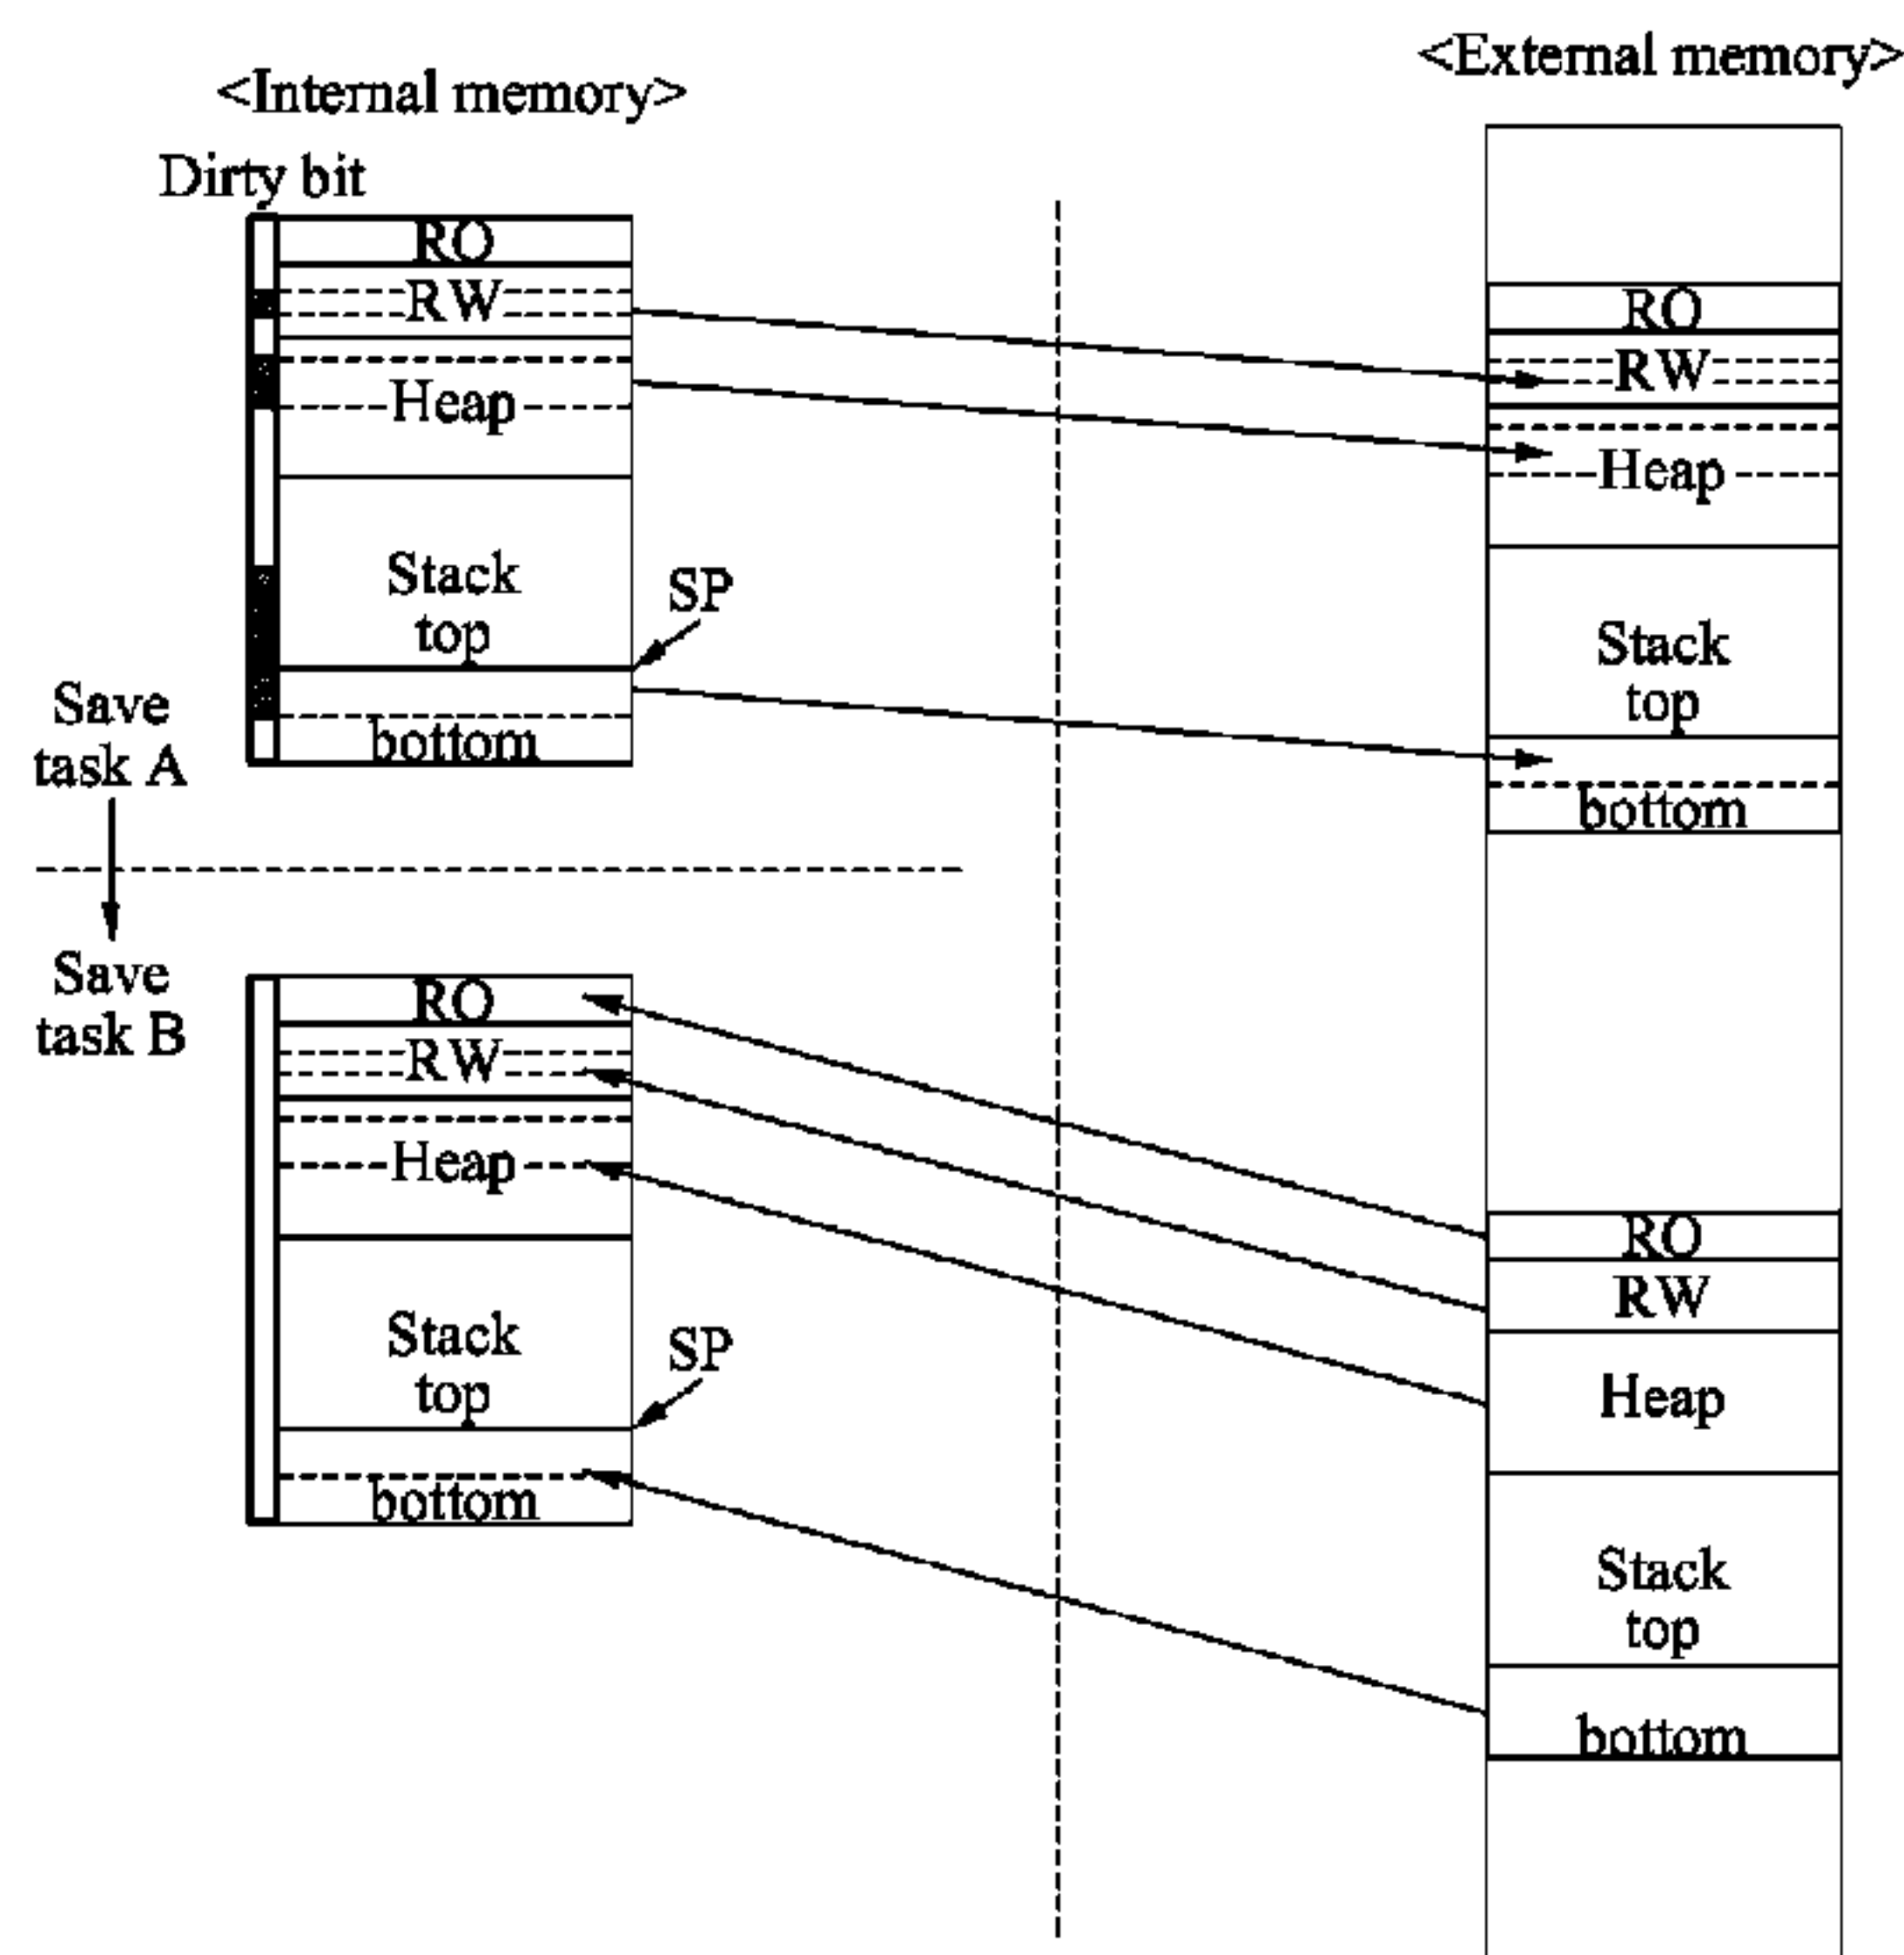 <Internal memory>
<External memory>
Dirty bit
RO
RW
Heap
Stack
top
SP
bottom
Save
task A
RO
RW
Heap
Stack
top
bottom
Save
task B
RO
RW
Heap
Stack
top
SP
bottom
RO
RW
Heap
Stack
top
bottom